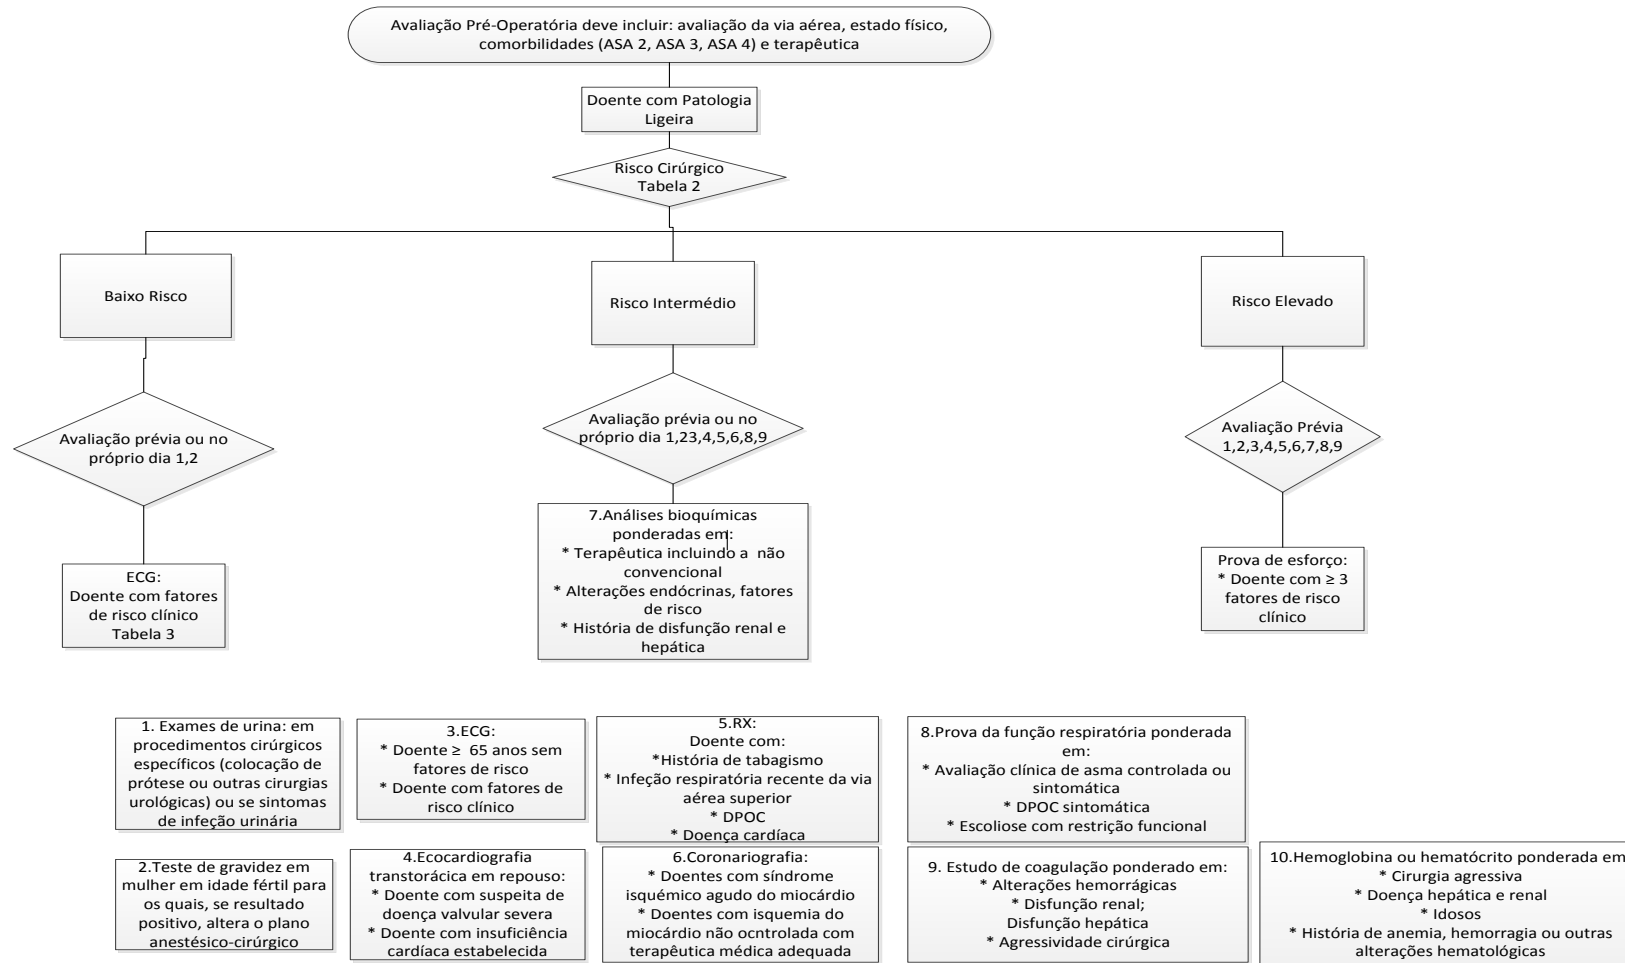 Avaliação Pré-Operatória deve incluir: avaliação da via aérea, estado físico,
comorbilidades (ASA 2, ASA 3, ASA 4) e terapêutica
Doente com Patologia
Ligeira
Risco Cirúrgico
Tabela 2
Baixo Risco
Risco Intermédio
Risco Elevado
Avaliação prévia ou no
próprio dia 1,2
Avaliação prévia ou no
próprio dia 1,23,4,5,6,8,9
Avaliação Prévia
1,2,3,4,5,6,7,8,9
ECG:
Doente com fatores
de risco clínico
Tabela 3
7.Análises bioquímicas
ponderadas em:
* Terapêutica incluindo a não
convencional
* Alterações endócrinas, fatores
de risco
* História de disfunção renal e
hepática
Prova de esforço:
* Doente com ≥ 3
fatores de risco
clínico
1. Exames de urina: em
procedimentos cirúrgicos
específicos (colocação de
prótese ou outras cirurgias
urológicas) ou se sintomas
de infeção urinária
3.ECG:
* Doente ≥ 65 anos sem
fatores de risco
* Doente com fatores de
risco clínico
5.RX:
Doente com:
*História de tabagismo
* Infeção respiratória recente da via
aérea superior
* DPOC
* Doença cardíaca
8.Prova da função respiratória ponderada
em:
* Avaliação clínica de asma controlada ou
sintomática
* DPOC sintomática
* Escoliose com restrição funcional
2.Teste de gravidez em
mulher em idade fértil para
os quais, se resultado
positivo, altera o plano
anestésico-cirúrgico
4.Ecocardiografia
transtorácica em repouso:
* Doente com suspeita de
doença valvular severa
* Doente com insuficiência
cardíaca estabelecida
6.Coronariografia:
* Doentes com síndrome
isquémico agudo do miocárdio
* Doentes com isquemia do
miocárdio não ocntrolada com
terapêutica médica adequada
9. Estudo de coagulação ponderado em:
* Alterações hemorrágicas
* Disfunção renal;
Disfunção hepática
* Agressividade cirúrgica
10.Hemoglobina ou hematócrito ponderada em
* Cirurgia agressiva
* Doença hepática e renal
* Idosos
* História de anemia, hemorragia ou outras
alterações hematológicas